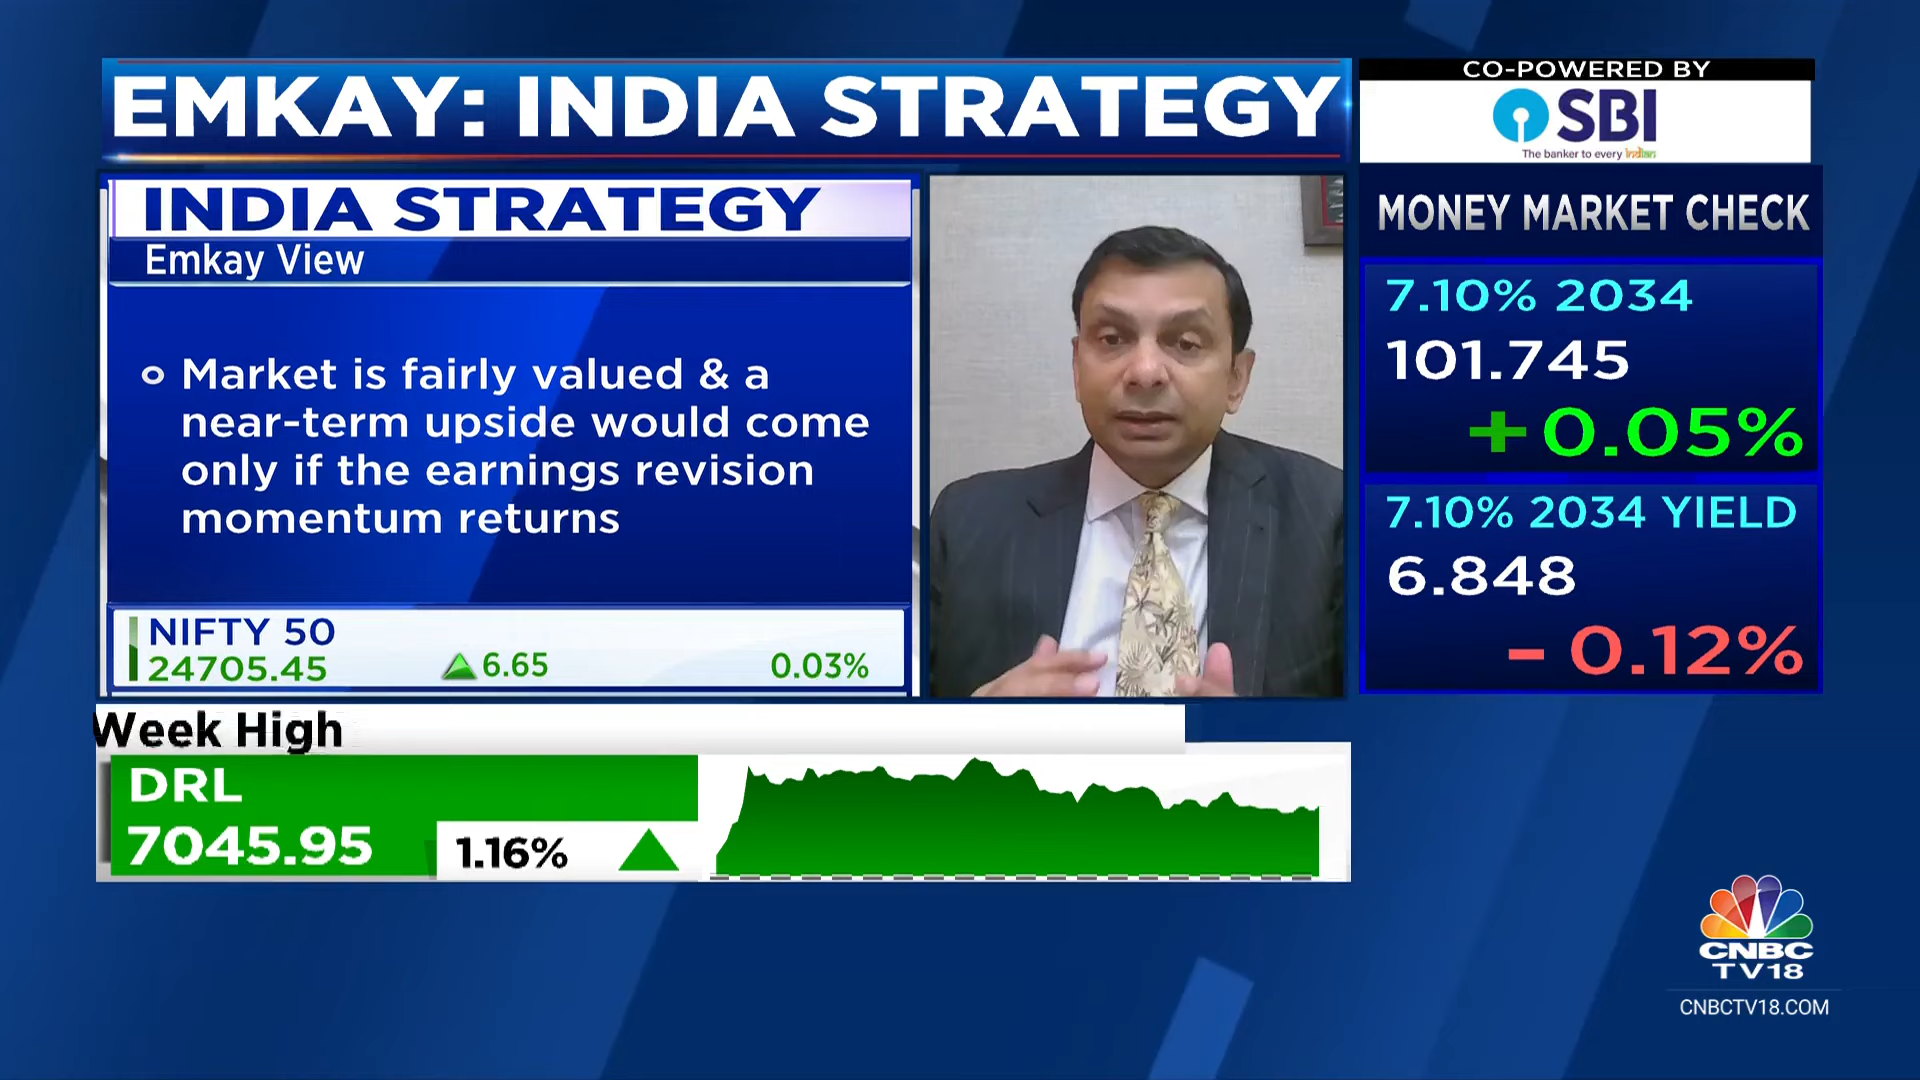 EMKAY: INDIA STRATEGY
CO-POWERED BY
SBI
The banker to every Indian
INDIA STRATEGY
Emkay View
Market is fairly valued & a
near-term upside would come
only if the earnings revision
momentum returns
NIFTY 50
24705.45 6.65 0.03%
MONEY MARKET CHECK
7.10% 2034
101.745
+0.05%
7.10% 2034 YIELD
6.848
- 0.12%
Week High
DRL
7045.95 1.16%
CNBC
TV18
CNBCTV18.COM